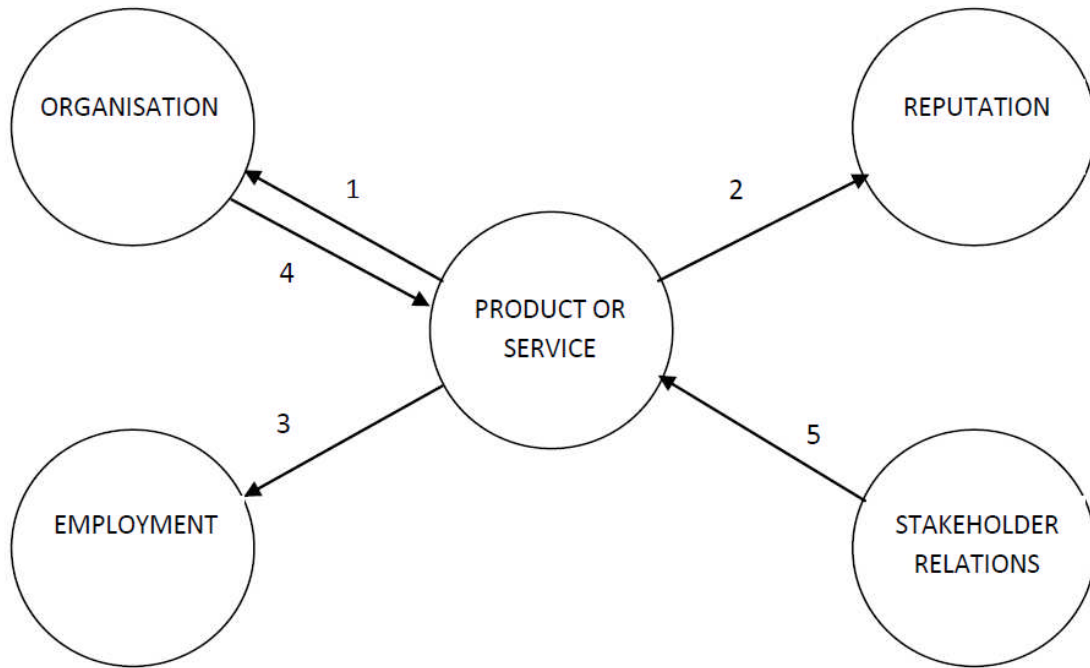 ORGANISATION
REPUTATION
1
2
4
PRODUCT OR
SERVICE
3
5
EMPLOYMENT
STAKEHOLDER
RELATIONS